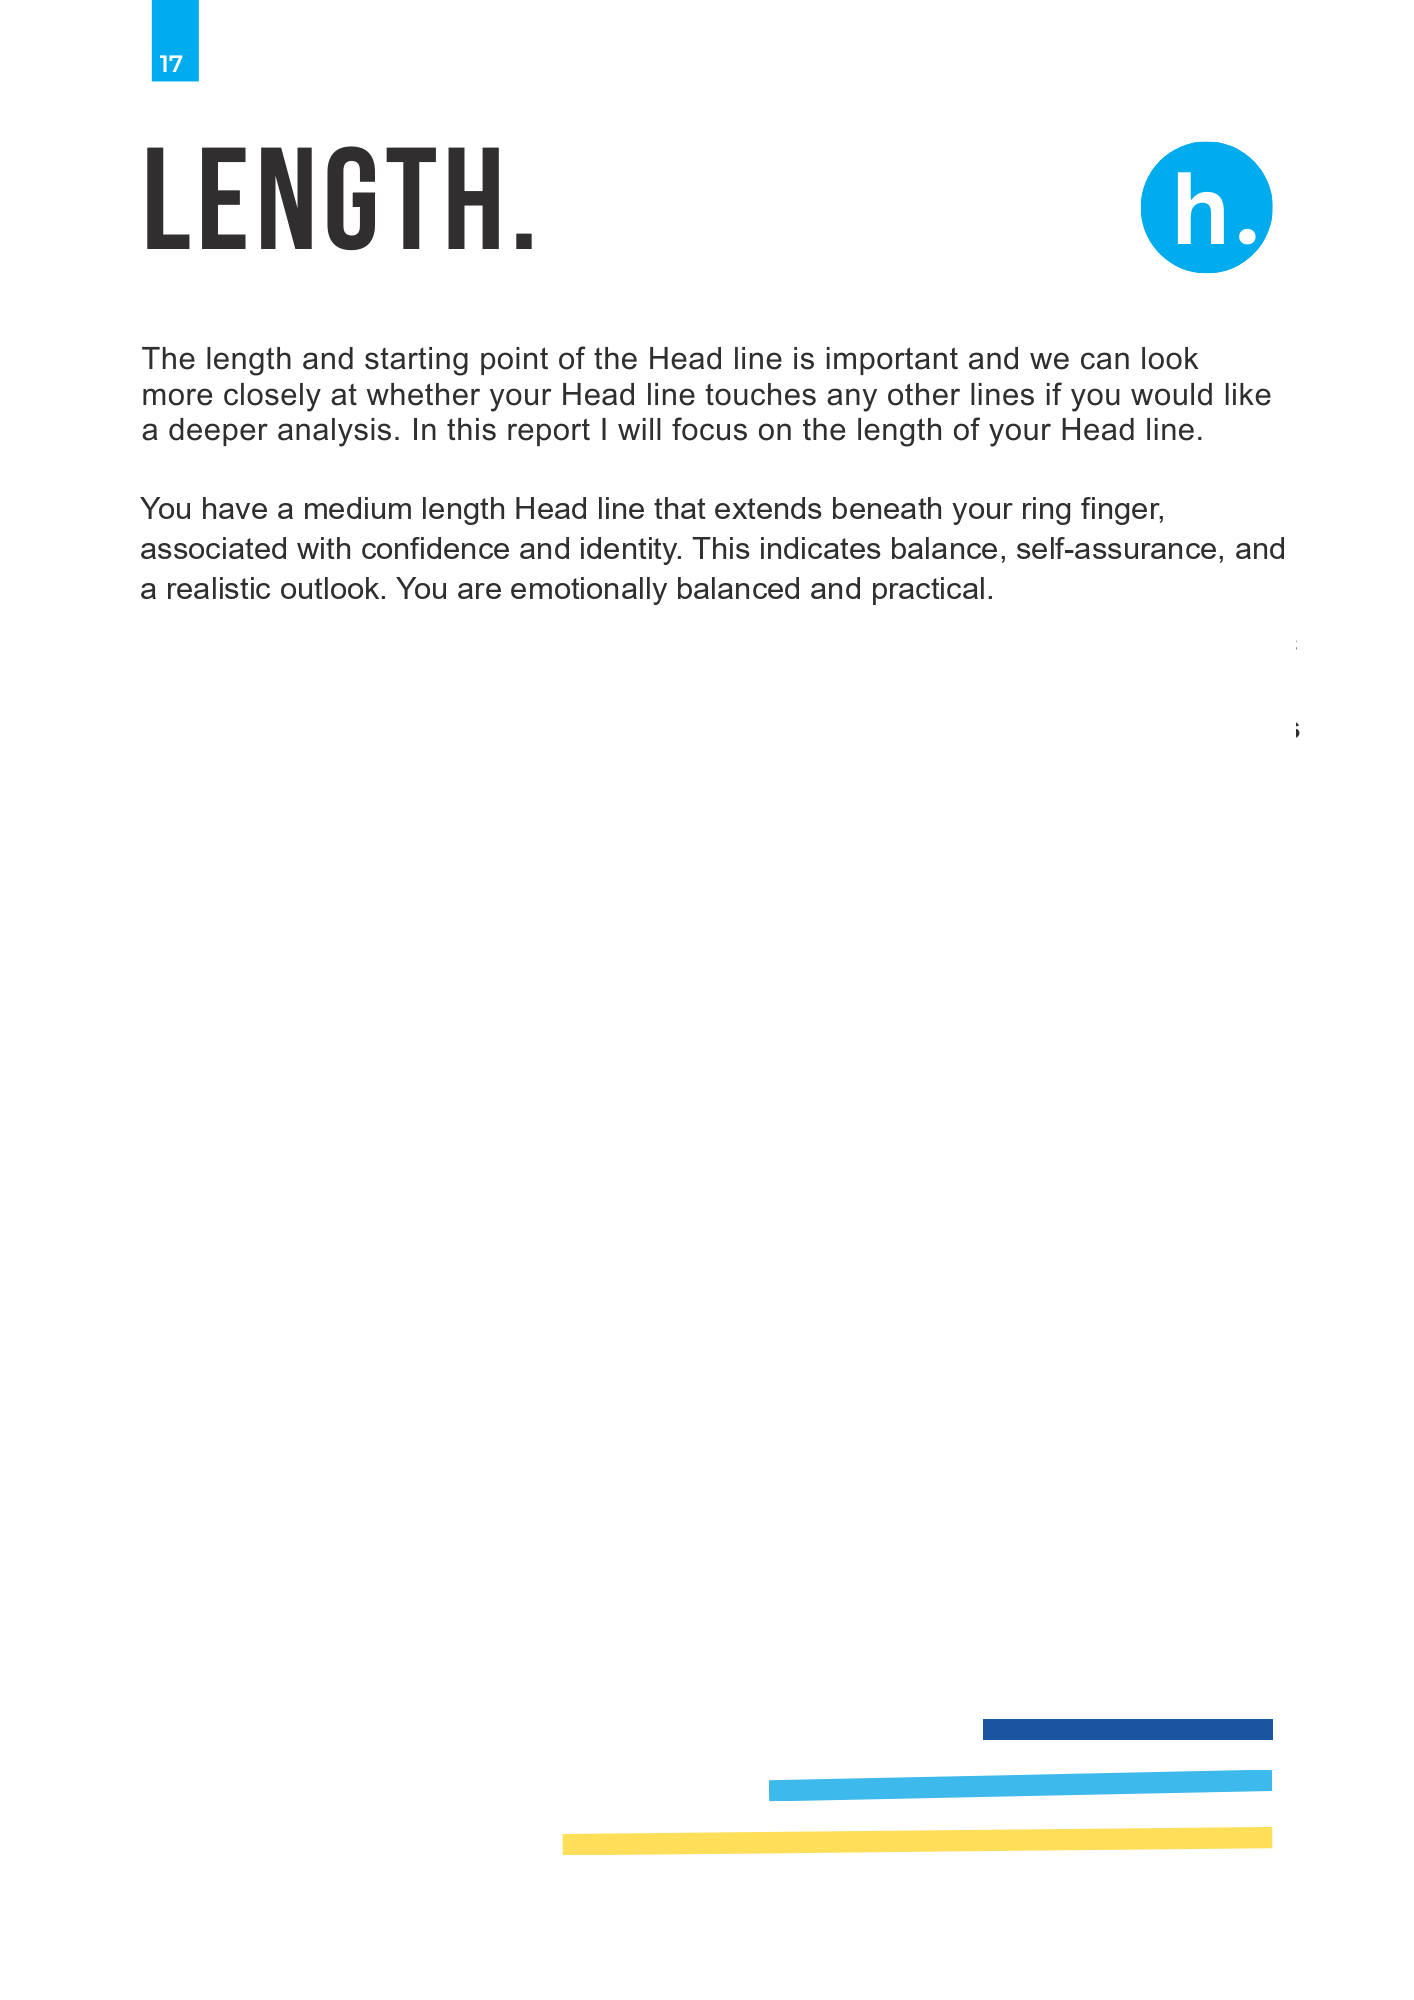 17
LENGTH.
h.
The length and starting point of the Head line is important and we can look
more closely at whether your Head line touches any other lines if you would like
a deeper analysis. In this report I will focus on the length of your Head line.
You have a medium length Head line that extends beneath your ring finger,
associated with confidence and identity. This indicates balance, self-assurance, and
a realistic outlook. You are emotionally balanced and practical.